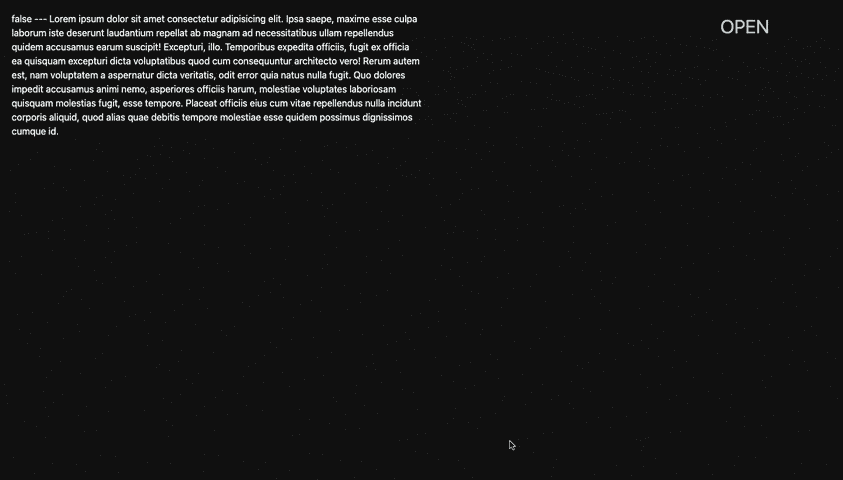 false --- Lorem ipsum dolor sit amet consectetur adipisicing elit. Ipsa saepe, maxime esse culpa
laborum iste deserunt laudantium repellat ab magnam ad necessitatibus ullam repellendus
quidem accusamus earum suscipit! Excepturi, illo. Temporibus expedita officiis, fugit ex officia
ea quisquam excepturi dicta voluptatibus quod cum consequuntur architecto vero! Rerum autem
est, nam voluptatem a aspernatur dicta veritatis, odit error quia natus nulla fugit. Quo dolores
impedit accusamus animi nemo, asperiores officiis harum, molestiae voluptates laboriosam
quisquam molestias fugit, esse tempore. Placeat officiis eius cum vitae repellendus nulla incidunt
corporis aliquid, quod alias quae debitis tempore molestiae esse quidem possimus dignissimos
cumque id.
OPEN